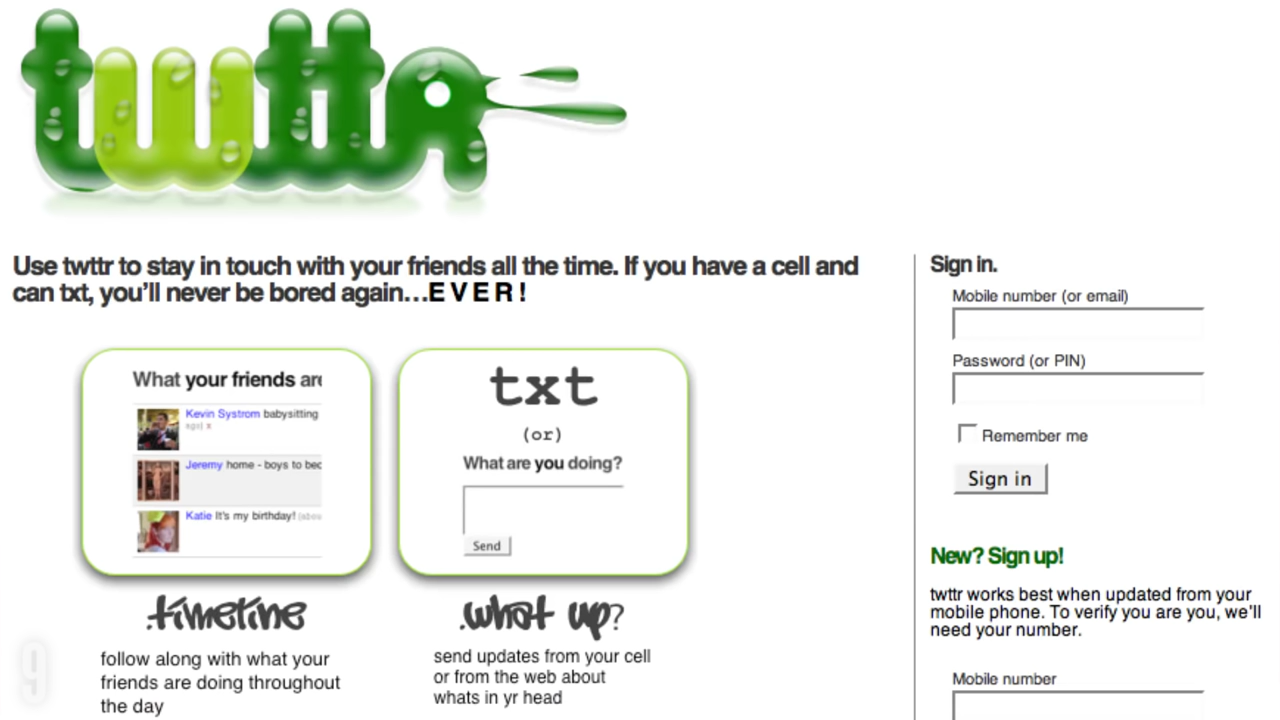 twttr
Use twttr to stay in touch with your friends all the time. If you have a cell and
can txt, you'll never be bored again...EVER!
What your friends are
Kevin Systrom babysitting
ago) x
Jeremy home - boys to bed
Katie It's my birthday! (abou
.timeline
follow along with what your
friends are doing throughout
the day
txt
(or)
What are you doing?
Send
.what up?
send updates from your cell
or from the web about
whats in yr head
Sign in.
Mobile number (or email)
Password (or PIN)
Remember me
Sign in
New? Sign up!
twttr works best when updated from your
mobile phone. To verify you are you, we'll
need your number.
Mobile number
9